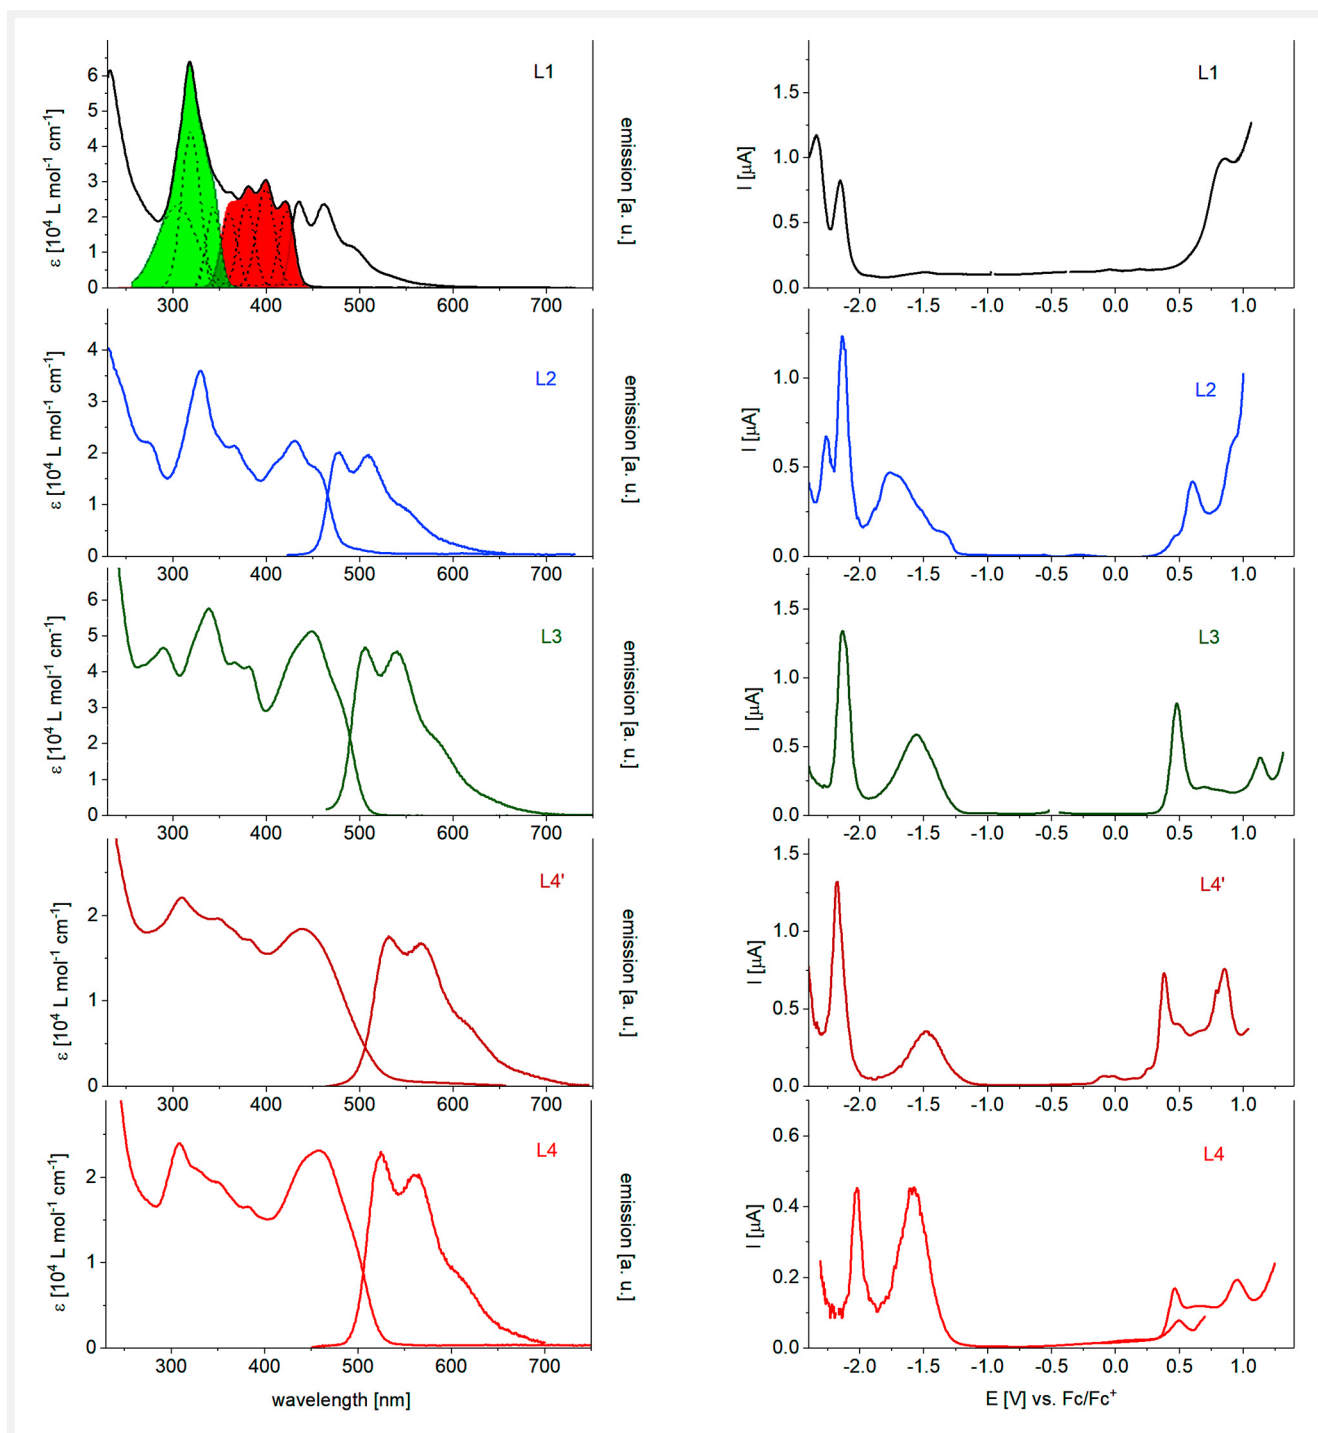 L1
ε [10⁴ L mol⁻¹ cm⁻¹]
6
5
4
3
2
1
0
300 400 500 600 700
emission [a. u.]
L1
I [µA]
1.5
1.0
0.5
0.0
-2.0 -1.5 -1.0 -0.5 0.0 0.5 1.0
L2
ε [10⁴ L mol⁻¹ cm⁻¹]
4
3
2
1
0
300 400 500 600 700
emission [a. u.]
L2
I [µA]
1.0
0.5
0.0
-2.0 -1.5 -1.0 -0.5 0.0 0.5 1.0
L3
ε [10⁴ L mol⁻¹ cm⁻¹]
6
5
4
3
2
1
0
300 400 500 600 700
emission [a. u.]
L3
I [µA]
1.5
1.0
0.5
0.0
-2.0 -1.5 -1.0 -0.5 0.0 0.5 1.0
L4'
ε [10⁴ L mol⁻¹ cm⁻¹]
2
1
0
300 400 500 600 700
emission [a. u.]
L4'
I [µA]
1.5
1.0
0.5
0.0
-2.0 -1.5 -1.0 -0.5 0.0 0.5 1.0
L4
ε [10⁴ L mol⁻¹ cm⁻¹]
2
1
0
300 400 500 600 700
wavelength [nm]
emission [a. u.]
L4
I [µA]
0.6
0.4
0.2
0.0
-2.0 -1.5 -1.0 -0.5 0.0 0.5 1.0
E [V] vs. Fc/Fc⁺